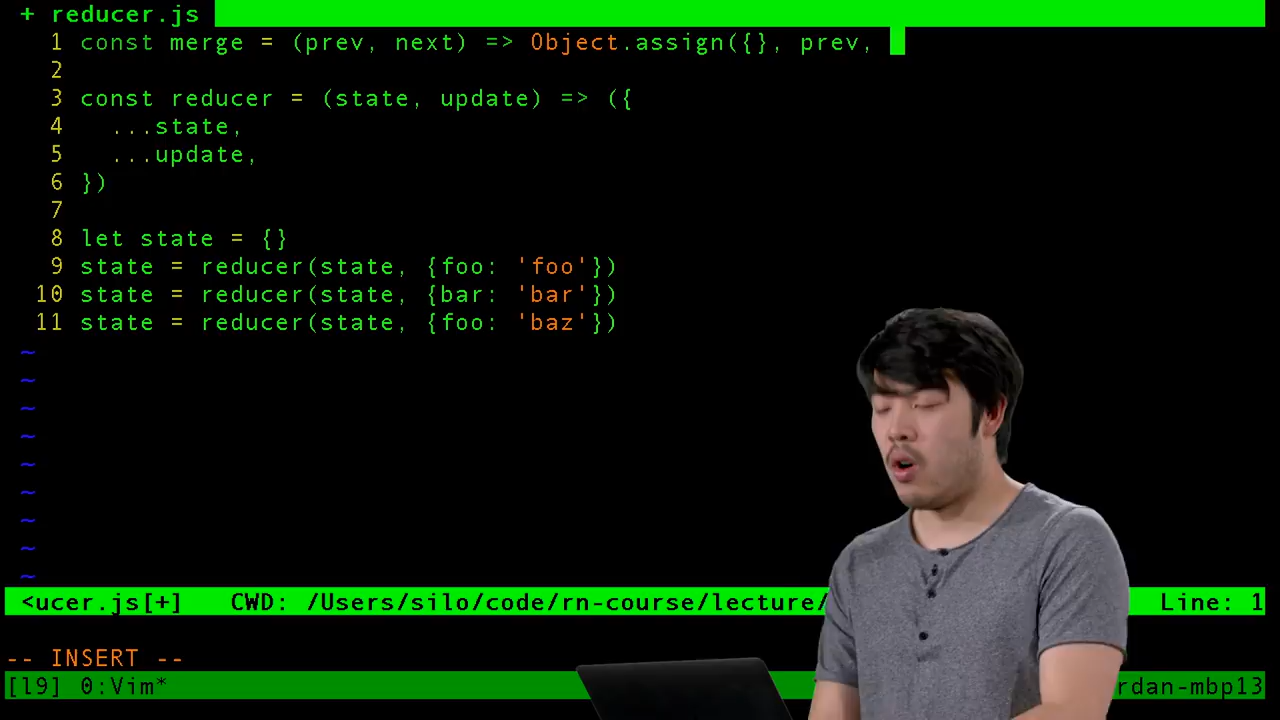 + reducer.js
1 const merge = (prev, next) => Object.assign({}, prev,
2
3 const reducer = (state, update) => ({
4   ...state,
5   ...update,
6 })
7
8 let state = {}
9 state = reducer(state, {foo: 'foo'})
10 state = reducer(state, {bar: 'bar'})
11 state = reducer(state, {foo: 'baz'})
~
~
~
~
~
~
~
~
~
<ucer.js[+]   CWD: /Users/silo/code/rn-course/lecture/ Line: 1
-- INSERT --
[l9] 0:Vim* rdan-mbp13